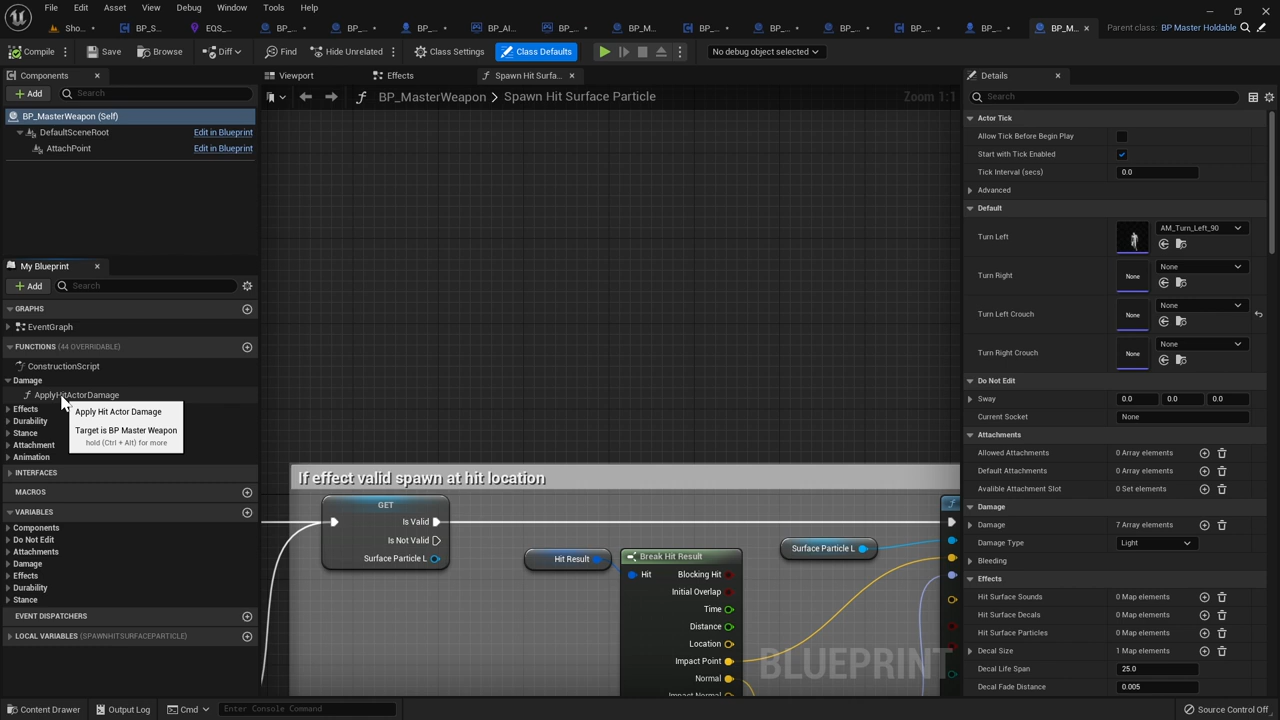 File Edit Asset View Debug Window Tools Help
Sho... BP_S... EQS_... BP_... BP_... BP_... BP_AI... BP_... BP_M... BP_... BP_... BP_... BP_... BP_... BP_M... Parent class: BP Master Holdable
Compile Save Browse Diff Find Hide Unrelated Class Settings Class Defaults No debug object selected
Components Viewport Effects Spawn Hit Surfa... Details
Add Search BP_MasterWeapon > Spawn Hit Surface Particle Zoom 1:1 Search
BP_MasterWeapon (Self)
DefaultSceneRoot Edit in Blueprint
AttachPoint Edit in Blueprint
My Blueprint
Add Search
GRAPHS
EventGraph
FUNCTIONS (44 OVERRIDABLE)
ConstructionScript
Damage
ApplyHitActorDamage
Apply Hit Actor Damage
Target is BP Master Weapon
hold (Ctrl + Alt) for more
Effects
Durability
Stance
Attachment
Animation
INTERFACES
MACROS
VARIABLES
Components
Do Not Edit
Attachments
Damage
Effects
Durability
Stance
EVENT DISPATCHERS
LOCAL VARIABLES (SPAWNHITSURFACEPARTICLE)
If effect valid spawn at hit location
GET
Is Valid
Is Not Valid
Surface Particle L
Hit Result
Break Hit Result
Hit Blocking Hit
Initial Overlap
Time
Distance
Location
Impact Point
Normal
Impact Normal
Surface Particle L
BLUEPRINT
Actor Tick
Allow Tick Before Begin Play
Start with Tick Enabled
Tick Interval (secs) 0.0
Advanced
Default
Turn Left AM_Turn_Left_90
Turn Right None None
Turn Left Crouch None None
Turn Right Crouch None None
Do Not Edit
Sway 0.0 0.0 0.0
Current Socket None
Attachments
Allowed Attachments 0 Array elements
Default Attachments 0 Array elements
Avalible Attachment Slot 0 Set elements
Damage
Damage 7 Array elements
Damage Type Light
Bleeding
Effects
Hit Surface Sounds 0 Map elements
Hit Surface Decals 0 Map elements
Hit Surface Particles 0 Map elements
Decal Size 1 Map elements
Decal Life Span 25.0
Decal Fade Distance 0.005
Content Drawer Output Log Cmd Enter Console Command Source Control Off